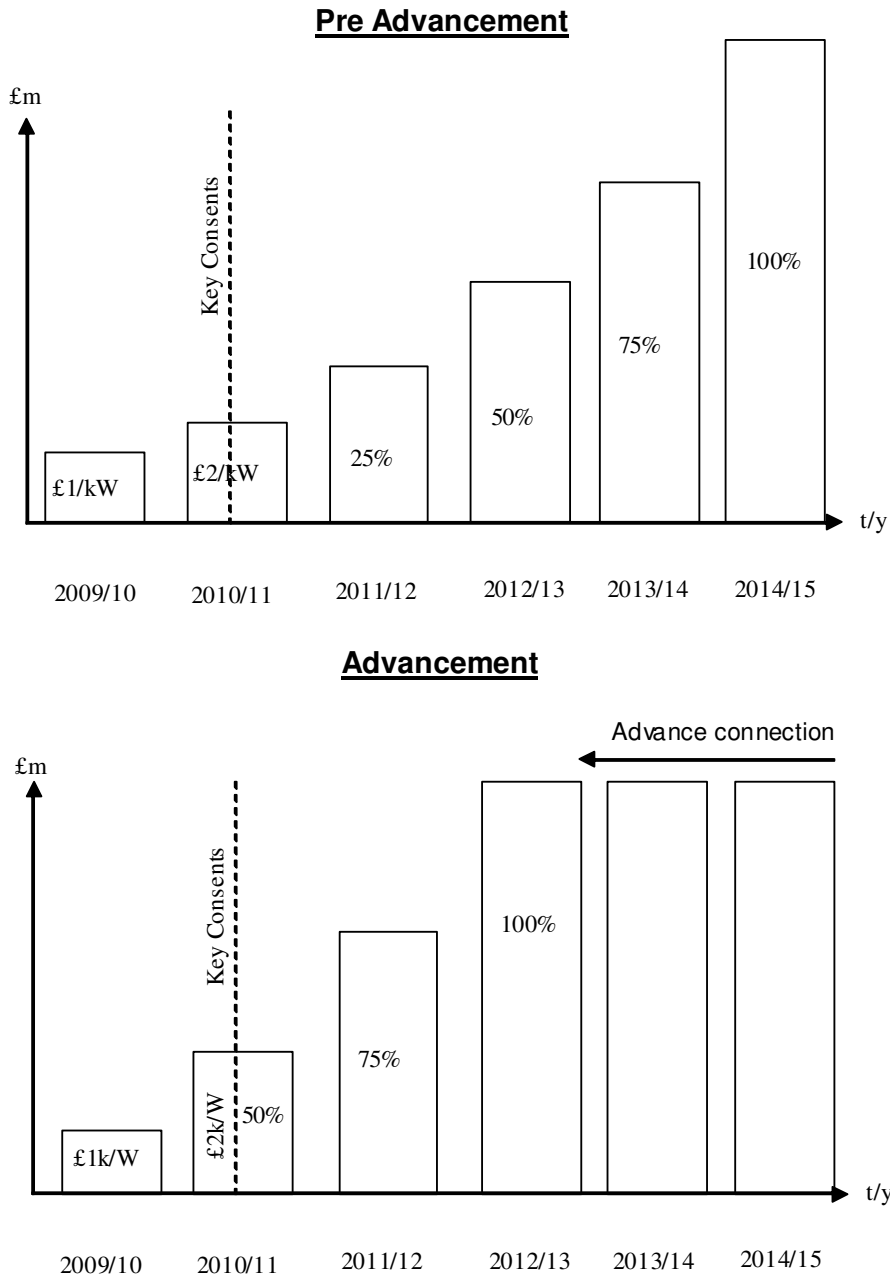 Pre Advancement
£m
Key Consents
100%
75%
50%
25%
£2/kW
£1/kW
t/y
2009/10 2010/11 2011/12 2012/13 2013/14 2014/15
Advancement
Advance connection
£m
Key Consents
100%
75%
£2k/W
50%
£1k/W
t/y
2009/10 2010/11 2011/12 2012/13 2013/14 2014/15